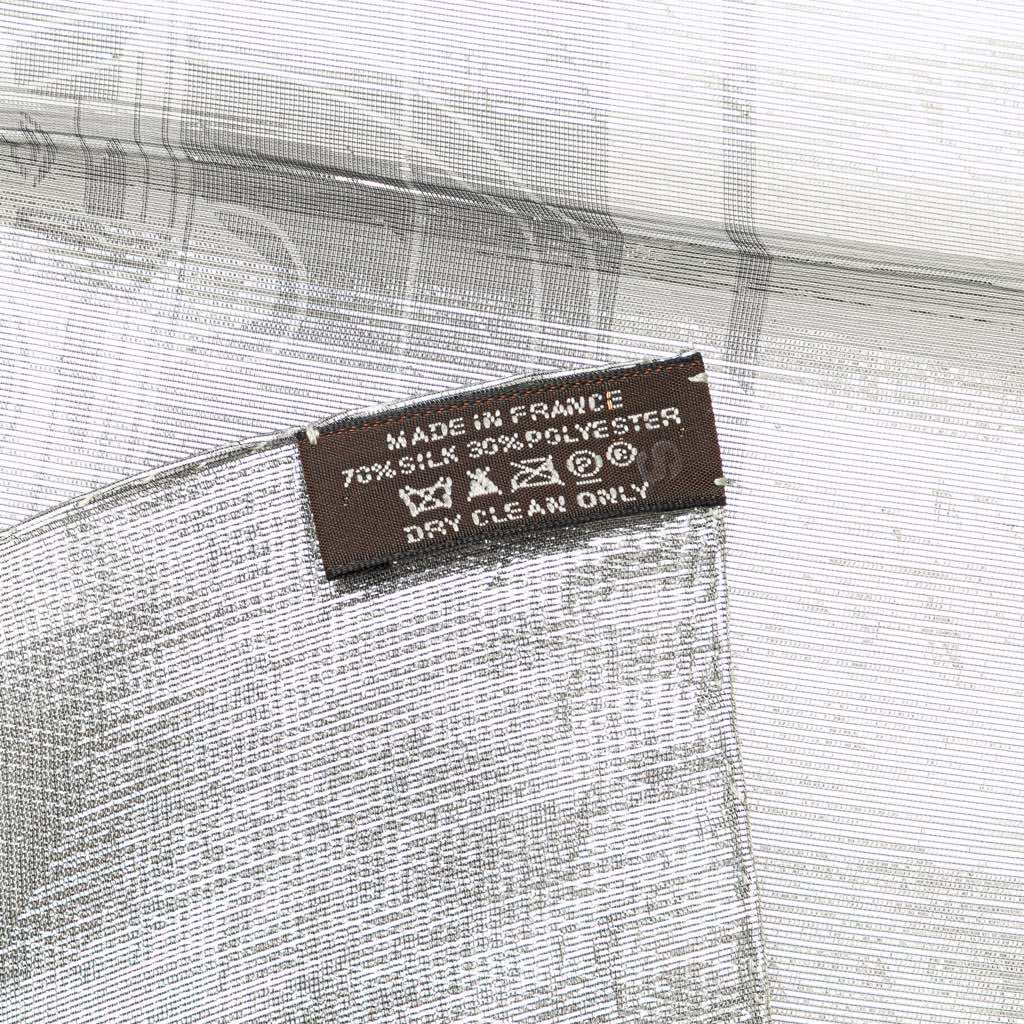 MADE IN FRANCE
70% SILK 30% POLYESTER
P R
DRY CLEAN ONLY